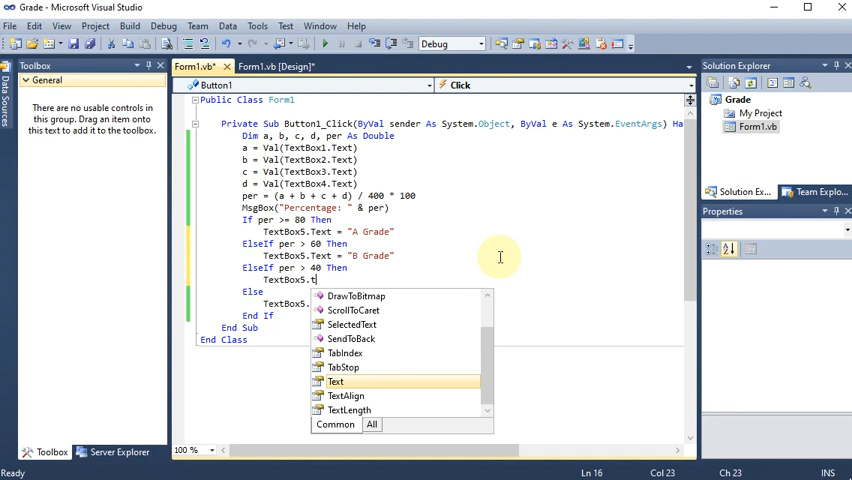 Grade - Microsoft Visual Studio
File Edit View Project Build Debug Team Data Tools Test Window Help
Debug
Data Sources
Toolbox
General
There are no usable controls in
this group. Drag an item onto
this text to add it to the toolbox.
Toolbox Server Explorer
Form1.vb* Form1.vb [Design]*
Button1 Click
Public Class Form1
Private Sub Button1_Click(ByVal sender As System.Object, ByVal e As System.EventArgs) Ha
Dim a, b, c, d, per As Double
a = Val(TextBox1.Text)
b = Val(TextBox2.Text)
c = Val(TextBox3.Text)
d = Val(TextBox4.Text)
per = (a + b + c + d) / 400 * 100
MsgBox("Percentage: " & per)
If per >= 80 Then
TextBox5.Text = "A Grade"
ElseIf per > 60 Then
TextBox5.Text = "B Grade"
ElseIf per > 40 Then
TextBox5.t
Else
TextBox5.
End If
End Sub
End Class
DrawToBitmap
ScrollToCaret
SelectedText
SendToBack
TabIndex
TabStop
Text
TextAlign
TextLength
Common All
100 %
Solution Explorer
Grade
My Project
Form1.vb
Solution Ex... Team Explo...
Properties
Ready Ln 16 Col 23 Ch 23 INS